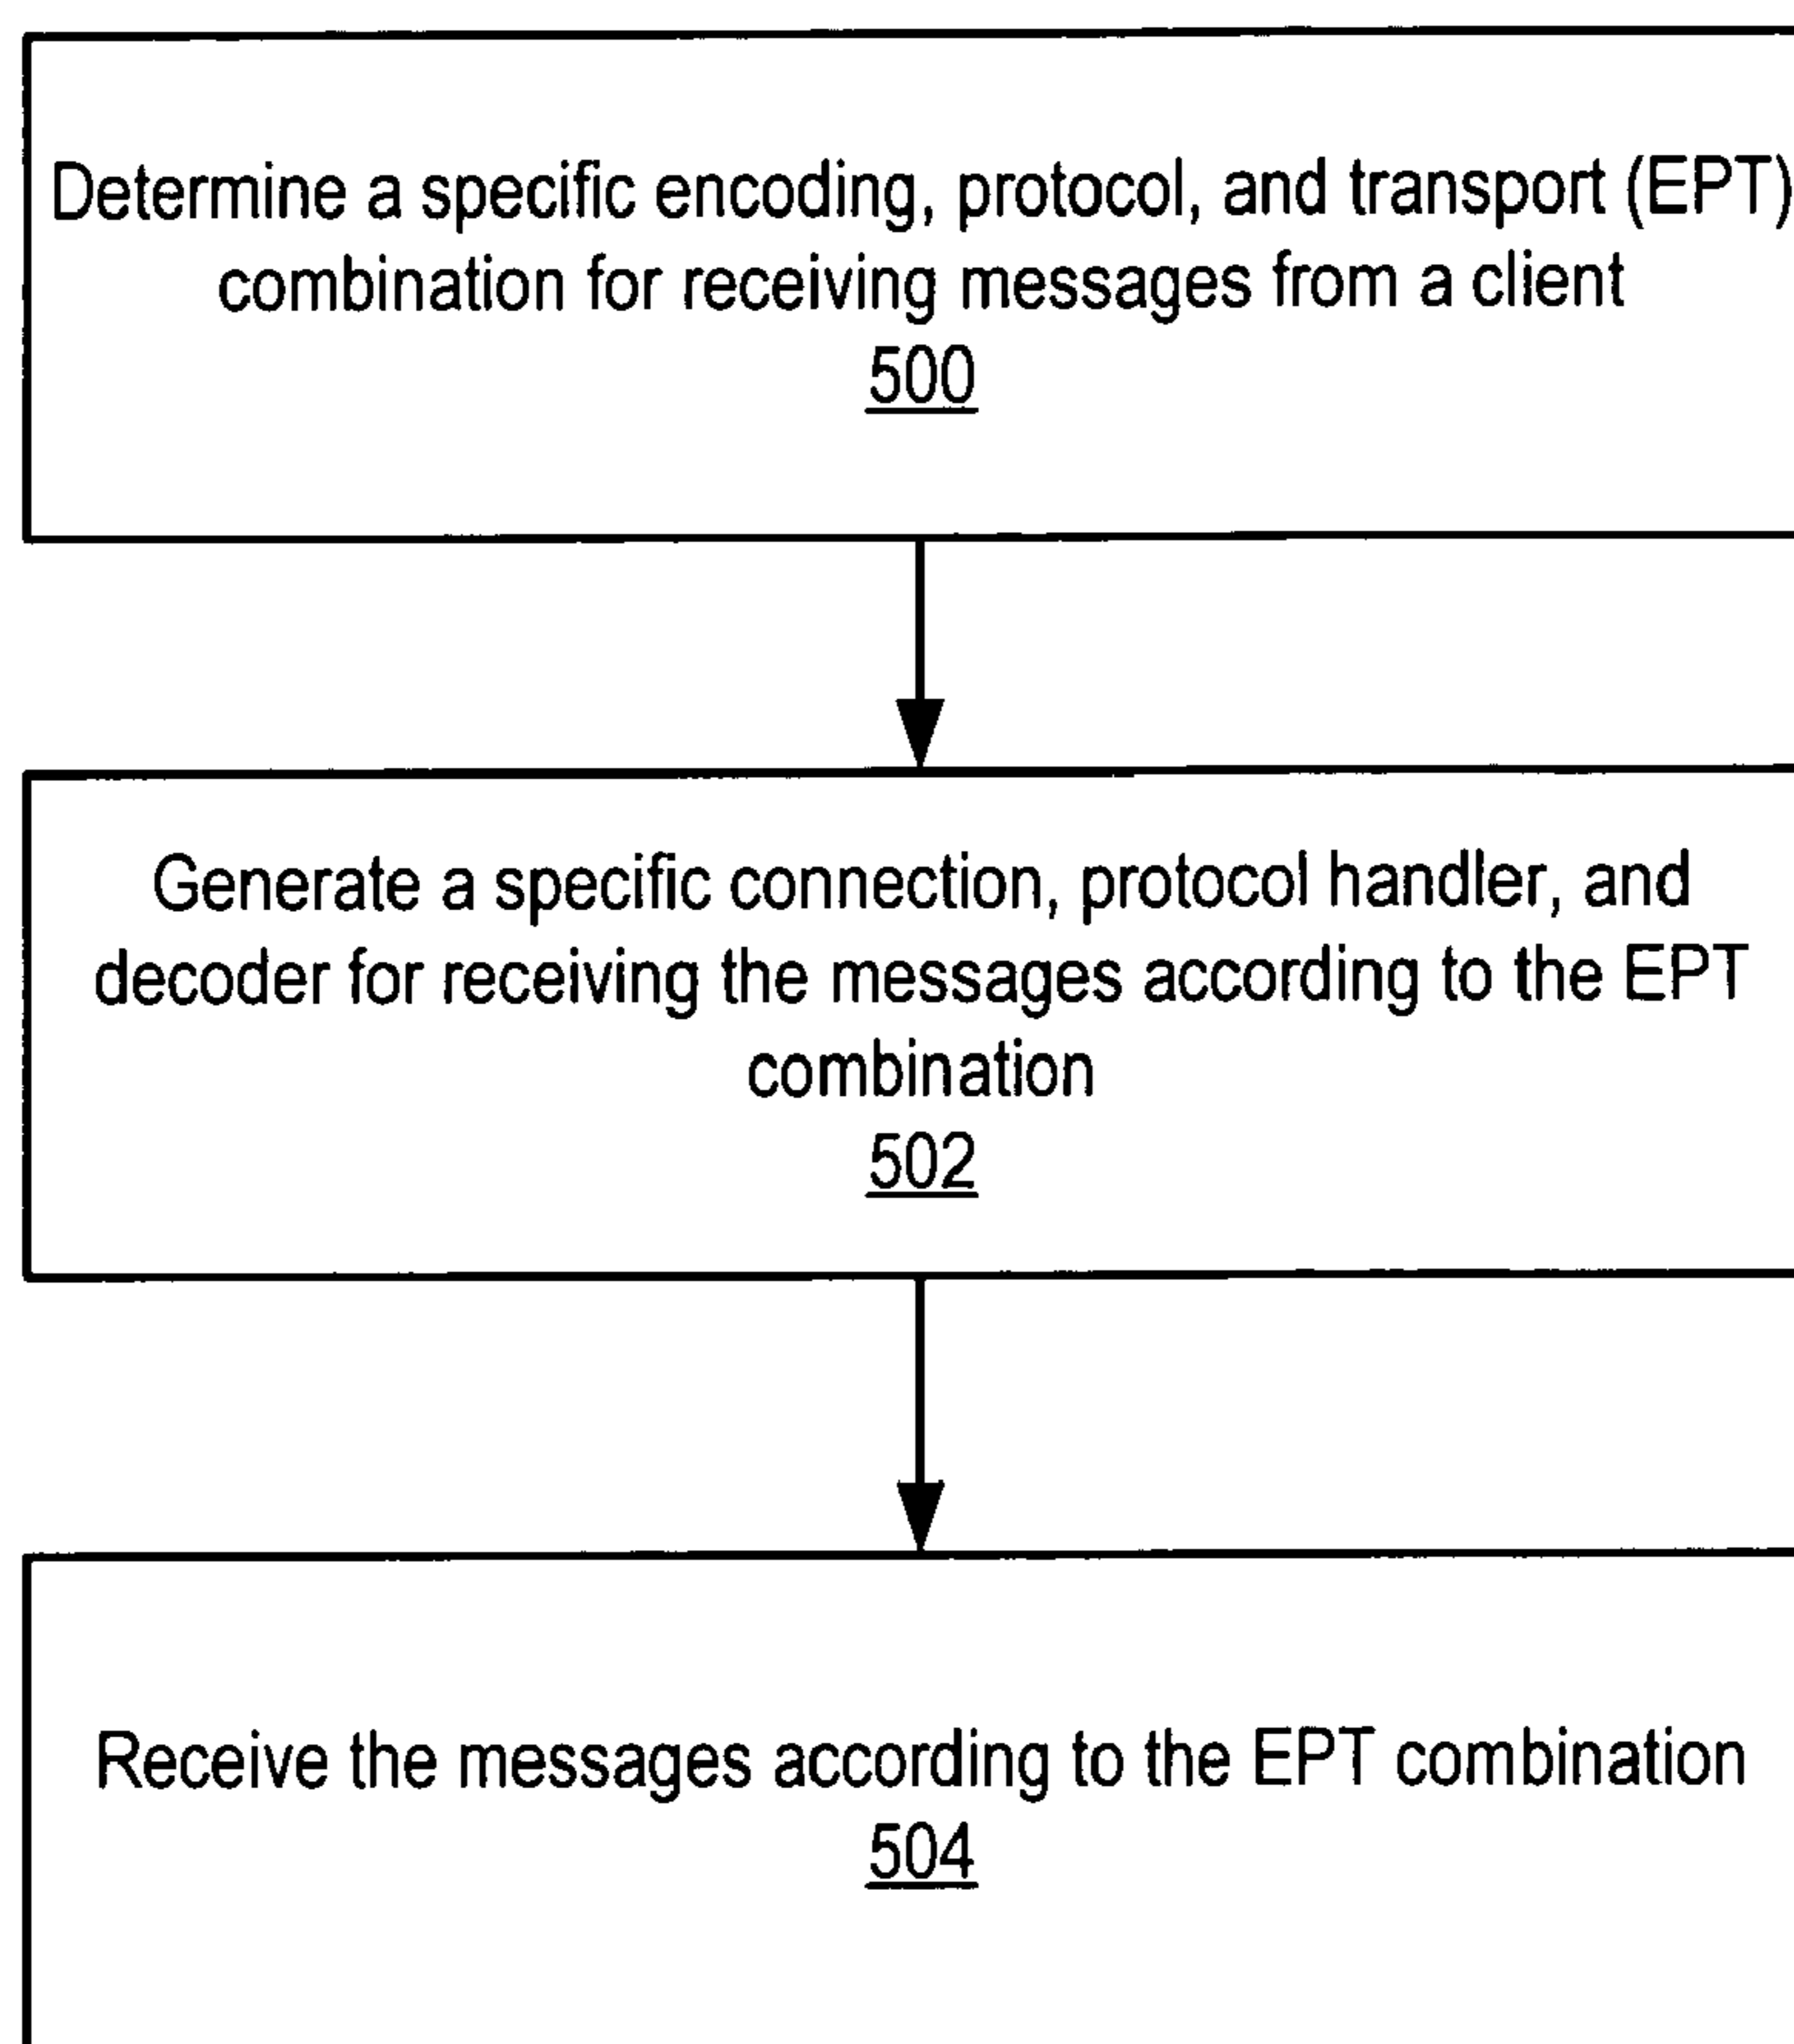 Determine a specific encoding, protocol, and transport (EPT)
combination for receiving messages from a client
500
Generate a specific connection, protocol handler, and
decoder for receiving the messages according to the EPT
combination
502
Receive the messages according to the EPT combination
504